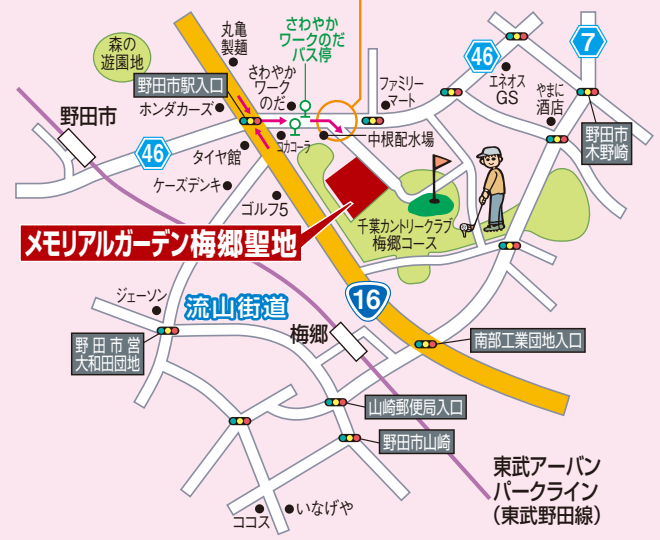 丸亀
製麺
さわやか
ワークのだ
バス停
森の
遊園地
野田市駅入口
さわやか
ワーク
のだ
ファミリー
マート
46
エネオス
GS
7
やまに
酒店
野田市
木野崎
野田市
ホンダカーズ
46
タイヤ館
コカコーラ
中根配水場
ケーズデンキ
ゴルフ5
千葉カントリークラブ
梅郷コース
メモリアルガーデン梅郷聖地
ジェーソン
流山街道
16
梅郷
野田市営
大和田団地
南部工業団地入口
山崎郵便局入口
野田市山崎
東武アーバン
パークライン
（東武野田線）
ココス
いなげや